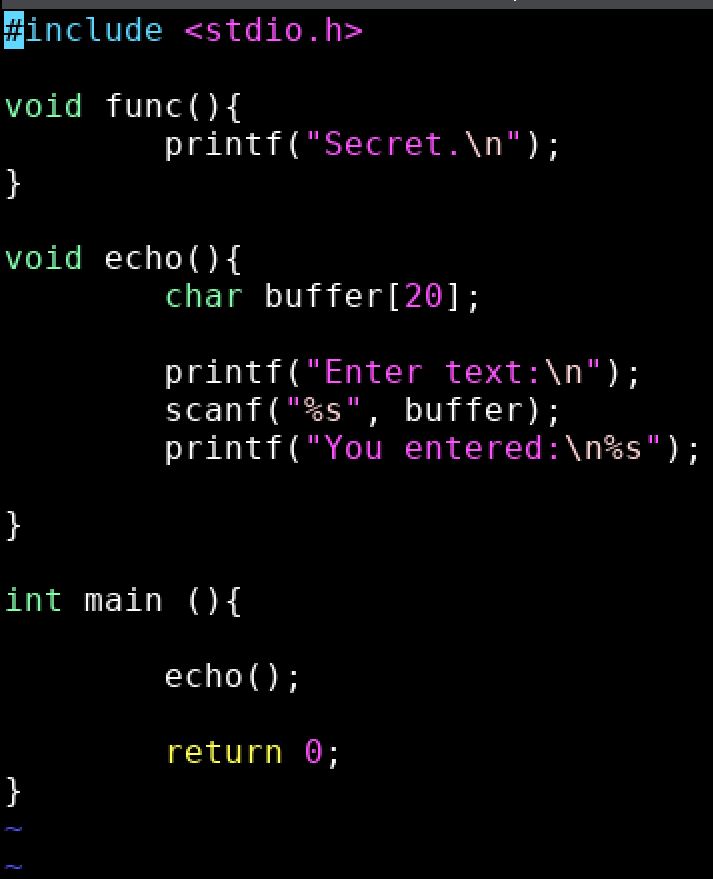 #include <stdio.h>
void func(){
        printf("Secret.\n");
}
void echo(){
        char buffer[20];
        printf("Enter text:\n");
        scanf("%s", buffer);
        printf("You entered:\n%s");
}
int main (){
        echo();
        return 0;
}
~
~